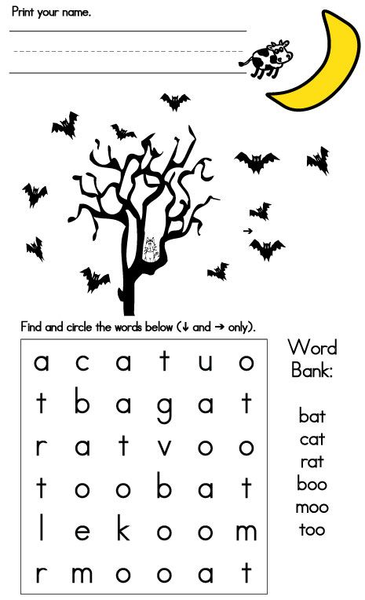 Print your name.
Find and circle the words below (↓ and → only).
a c a t u o
t b a g a t
r a t v o o
t o o b a t
l e k o o m
r m o o a t
Word
Bank:
bat
cat
rat
boo
moo
too